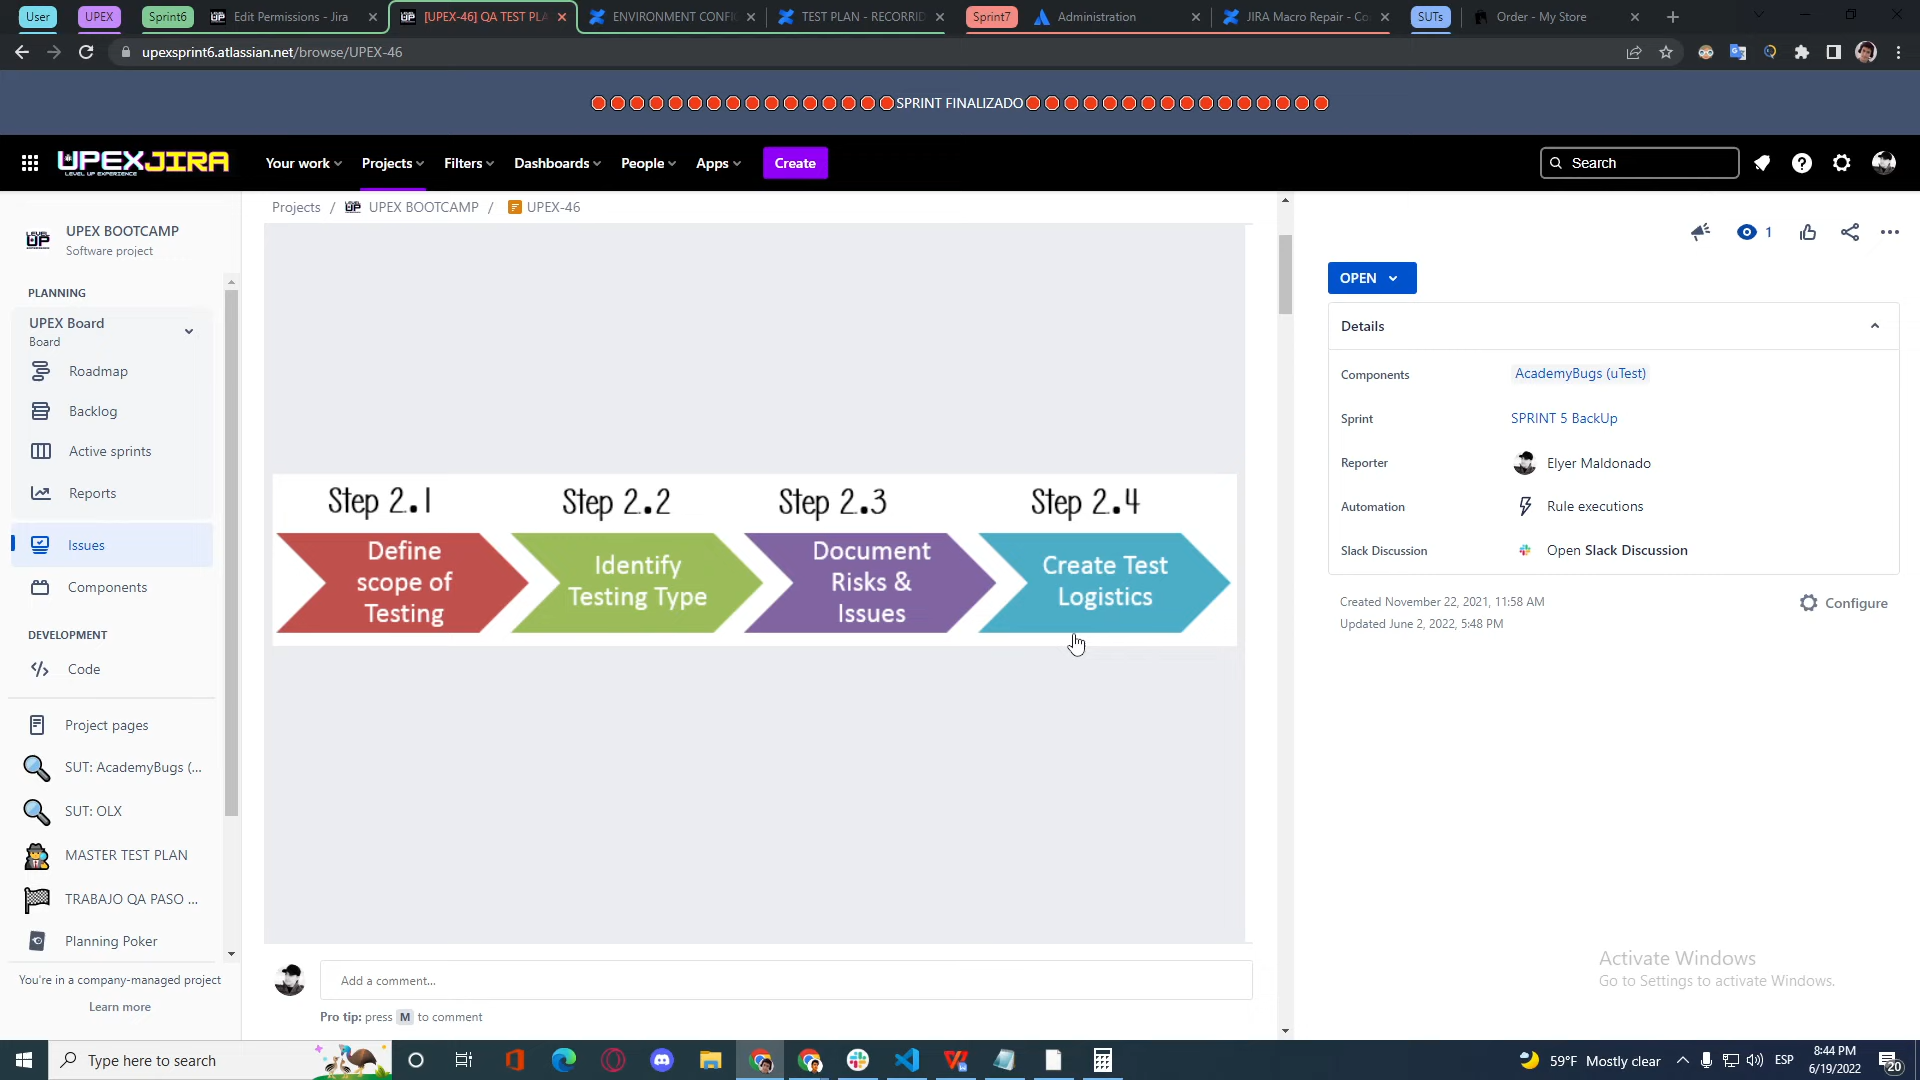 User
UPEX
Sprint6
Edit Permissions - Jira
[UPEX-46] QA TEST PLA
ENVIRONMENT CONFI
TEST PLAN - RECORRID
Sprint7
Administration
JIRA Macro Repair - Co
SUTs
Order - My Store
upexsprint6.atlassian.net/browse/UPEX-46
SPRINT FINALIZADO
UPEXJIRA
LEVEL UP EXPERIENCE
Your work
Projects
Filters
Dashboards
People
Apps
Create
Search
UPEX BOOTCAMP
Software project
PLANNING
UPEX Board
Board
Roadmap
Backlog
Active sprints
Reports
Issues
Components
DEVELOPMENT
Code
Project pages
SUT: AcademyBugs (...
SUT: OLX
MASTER TEST PLAN
TRABAJO QA PASO ...
Planning Poker
You're in a company-managed project
Learn more
Projects / UPEX BOOTCAMP / UPEX-46
Step 2.1
Step 2.2
Step 2.3
Step 2.4
Define
scope of
Testing
Identify
Testing Type
Document
Risks &
Issues
Create Test
Logistics
Add a comment...
Pro tip: press M to comment
1
OPEN
Details
Components
AcademyBugs (uTest)
Sprint
SPRINT 5 BackUp
Reporter
Elyer Maldonado
Automation
Rule executions
Slack Discussion
Open Slack Discussion
Created November 22, 2021, 11:58 AM
Updated June 2, 2022, 5:48 PM
Configure
Activate Windows
Go to Settings to activate Windows.
Type here to search
59°F Mostly clear
ESP
8:44 PM
6/19/2022
20